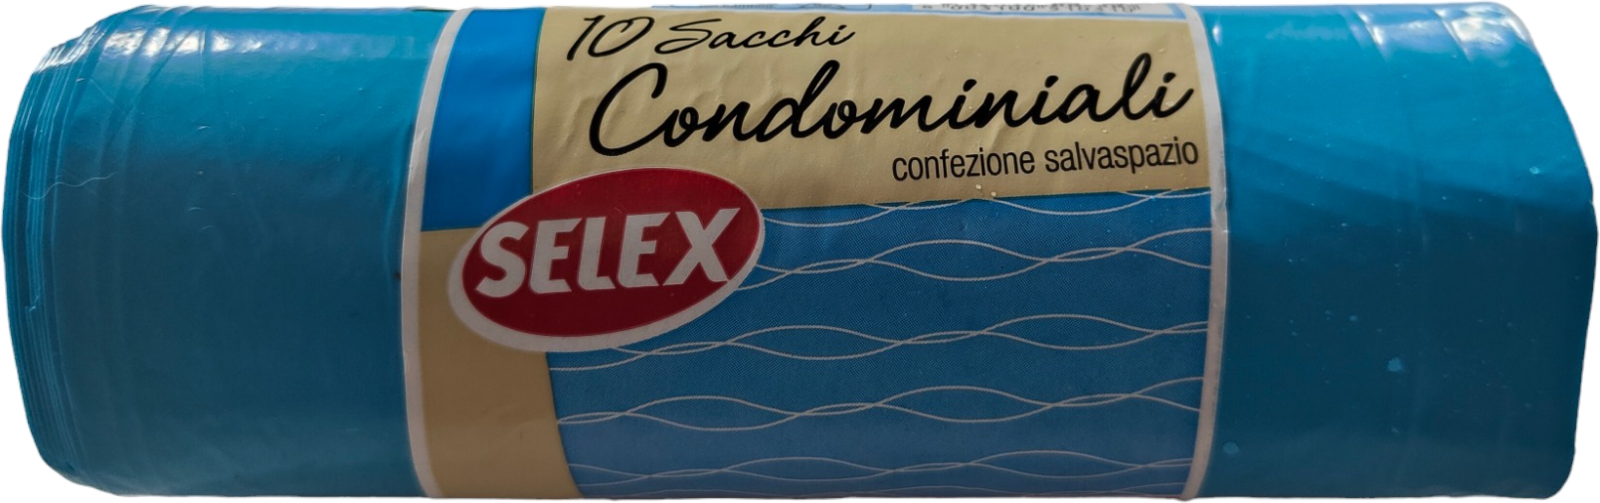 10 Sacchi
Condominiali
confezione salvaspazio
SELEX